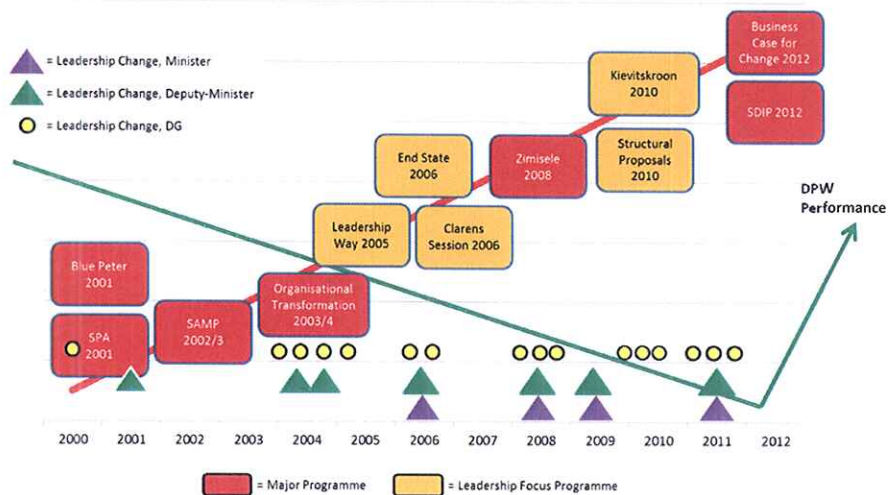 Business
Case for
Change 2012
= Leadership Change, Minister
Kievitskroon
2010
= Leadership Change, Deputy-Minister
SDIP 2012
= Leadership Change, DG
End State
2006
Zimisele
2008
Structural
Proposals
2010
DPW
Performance
Leadership
Way 2005
Clarens
Session 2006
Blue Peter
2001
Organisational
Transformation
2003/4
SPA
2001
SAMP
2002/3
2000 2001 2002 2003 2004 2005 2006 2007 2008 2009 2010 2011 2012
= Major Programme = Leadership Focus Programme